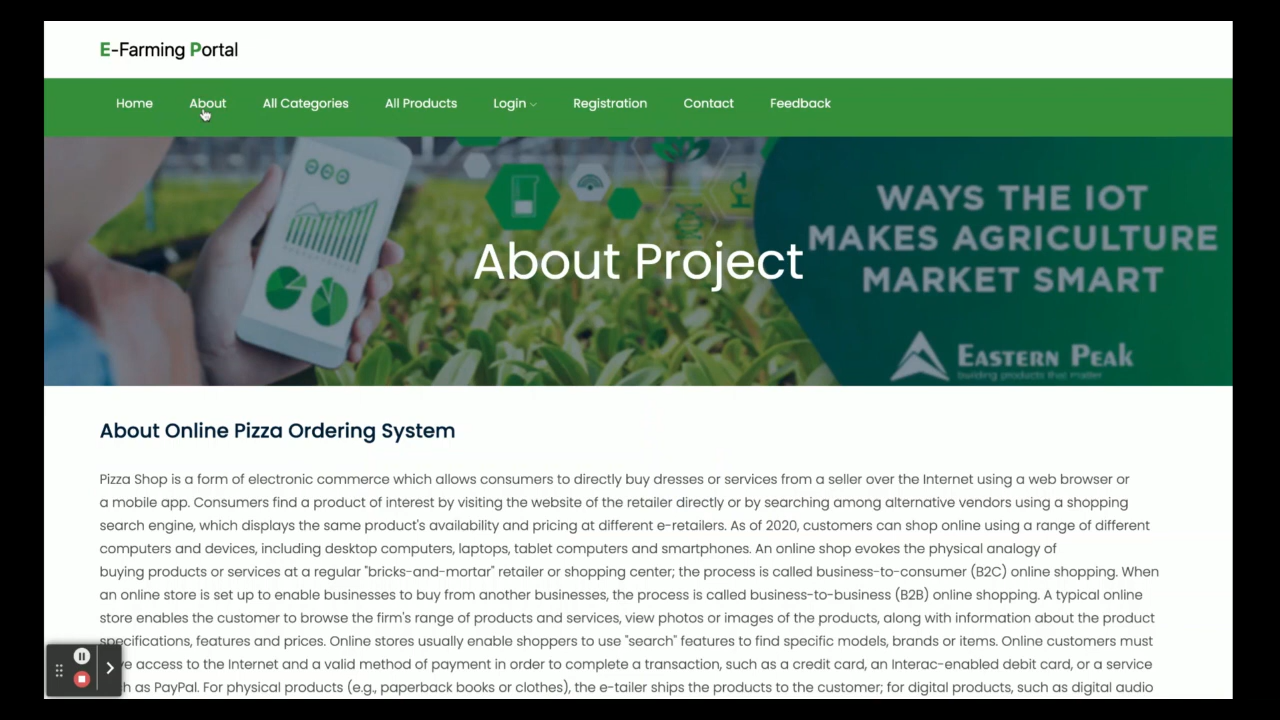 E-Farming Portal
Home About All Categories All Products Login Registration Contact Feedback
WAYS THE IOT
MAKES AGRICULTURE
MARKET SMART
About Project
EASTERN PEAK
building products that matter
About Online Pizza Ordering System
Pizza Shop is a form of electronic commerce which allows consumers to directly buy dresses or services from a seller over the Internet using a web browser or
a mobile app. Consumers find a product of interest by visiting the website of the retailer directly or by searching among alternative vendors using a shopping
search engine, which displays the same product's availability and pricing at different e-retailers. As of 2020, customers can shop online using a range of different
computers and devices, including desktop computers, laptops, tablet computers and smartphones. An online shop evokes the physical analogy of
buying products or services at a regular "bricks-and-mortar" retailer or shopping center; the process is called business-to-consumer (B2C) online shopping. When
an online store is set up to enable businesses to buy from another businesses, the process is called business-to-business (B2B) online shopping. A typical online
store enables the customer to browse the firm's range of products and services, view photos or images of the products, along with information about the product
specifications, features and prices. Online stores usually enable shoppers to use "search" features to find specific models, brands or items. Online customers must
access to the Internet and a valid method of payment in order to complete a transaction, such as a credit card, an Interac-enabled debit card, or a service
as PayPal. For physical products (e.g., paperback books or clothes), the e-tailer ships the products to the customer; for digital products, such as digital audio